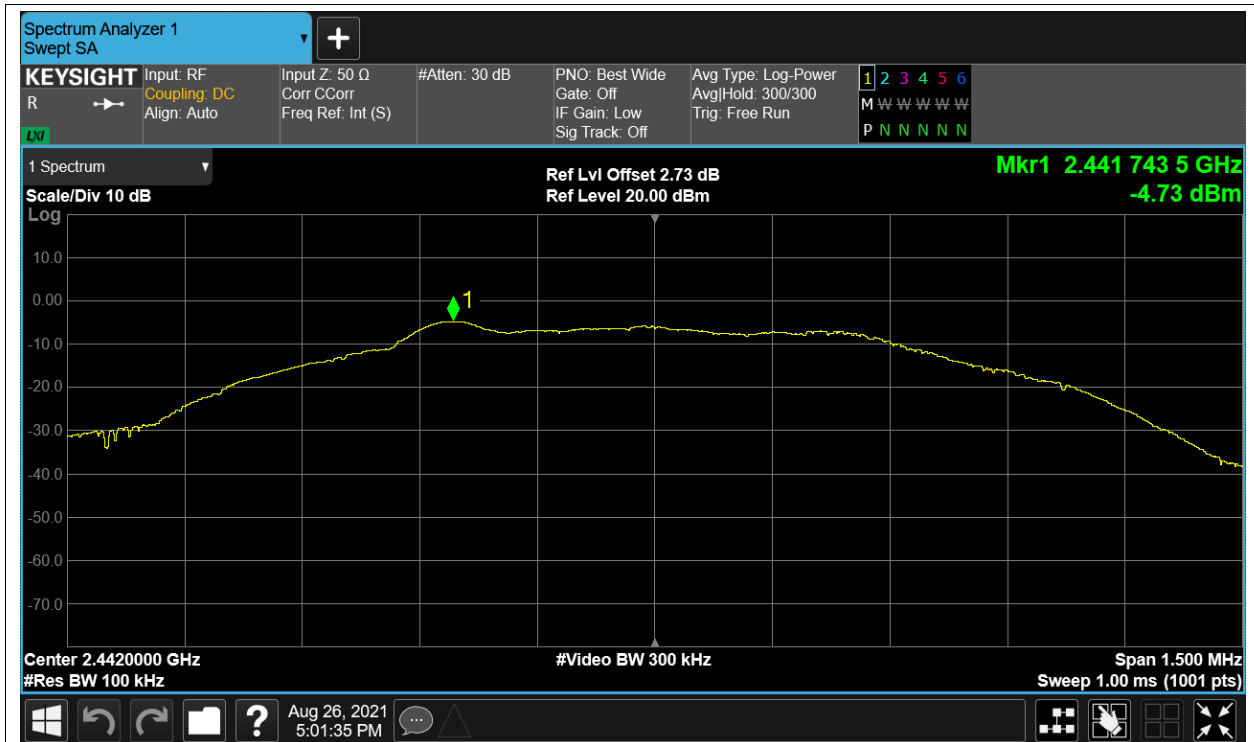 Spectrum Analyzer 1
Swept SA
+
KEYSIGHT
R
LXI
Input: RF
Coupling: DC
Align: Auto
Input Z: 50 Ω
Corr CCorr
Freq Ref: Int (S)
#Atten: 30 dB
PNO: Best Wide
Gate: Off
IF Gain: Low
Sig Track: Off
Avg Type: Log-Power
Avg|Hold: 300/300
Trig: Free Run
1 2 3 4 5 6
M W W W W W
P N N N N N
1 Spectrum
Scale/Div 10 dB
Ref Lvl Offset 2.73 dB
Ref Level 20.00 dBm
Mkr1 2.441 743 5 GHz
-4.73 dBm
Log
10.0
0.00
-10.0
-20.0
-30.0
-40.0
-50.0
-60.0
-70.0
1
Center 2.4420000 GHz
#Res BW 100 kHz
#Video BW 300 kHz
Span 1.500 MHz
Sweep 1.00 ms (1001 pts)
?
Aug 26, 2021
5:01:35 PM